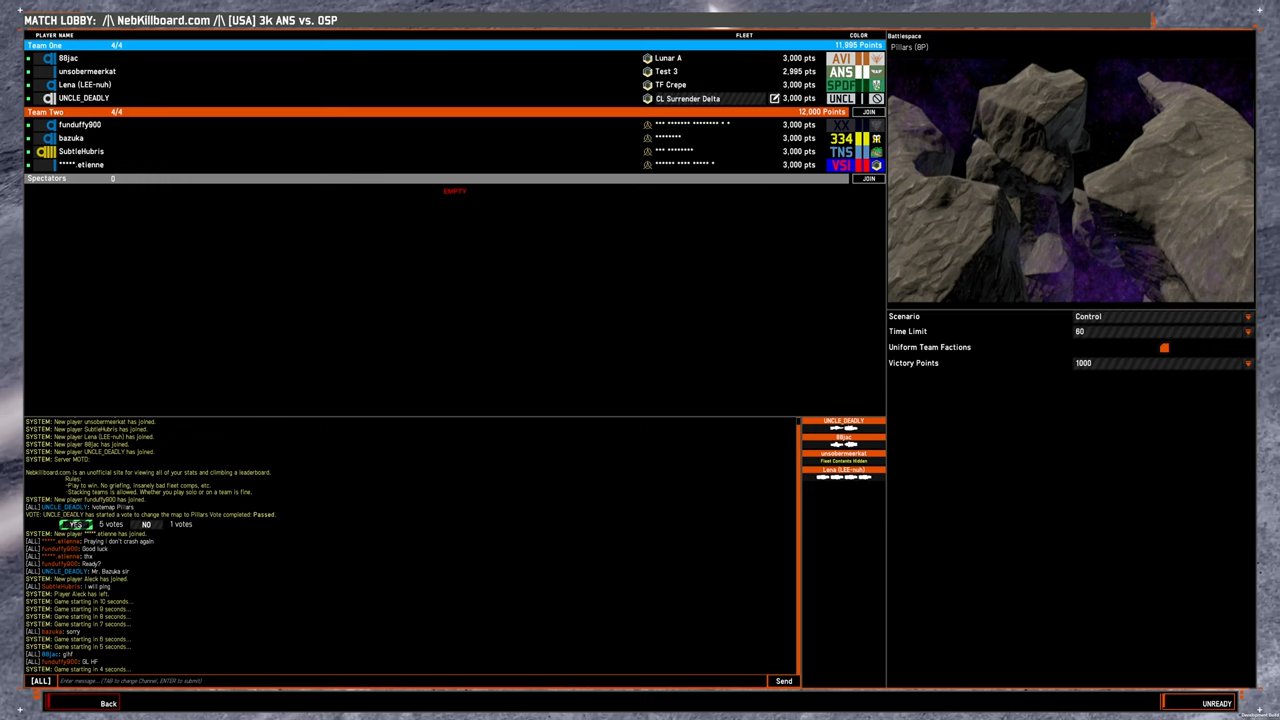 MATCH LOBBY: /|\ NebKillboard.com /|\ [USA] 3k ANS vs. OSP
PLAYER NAME FLEET COLOR
Team One 4/4 11,995 Points
88jac Lunar A 3,000 pts AVI
unsobermeerkat Test 3 2,995 pts ANS
Lena (LEE-nuh) TF Crepe 3,000 pts SPDF
UNCLE_DEADLY CL Surrender Delta 3,000 pts UNCL
Team Two 4/4 12,000 Points JOIN
funduffy900 *** ******* ******** * * 3,000 pts XX
bazuka ******** 3,000 pts 334
SubtleHubris *** ******** 3,000 pts TNS
*****.etienne ****** **** ***** * 3,000 pts VSI
Spectators 0 JOIN
EMPTY
Battlespace
Pillars (8P)
Scenario Control
Time Limit 60
Uniform Team Factions
Victory Points 1000
SYSTEM: New player unsobermeerkat has joined.
SYSTEM: New player SubtleHubris has joined.
SYSTEM: New player Lena (LEE-nuh) has joined.
SYSTEM: New player 88jac has joined.
SYSTEM: New player UNCLE_DEADLY has joined.
SYSTEM: Server MOTD:
Nebkillboard.com is an unofficial site for viewing all of your stats and climbing a leaderboard.
Rules:
-Play to win. No griefing, insanely bad fleet comps, etc.
-Stacking teams is allowed. Whether you play solo or on a team is fine.
SYSTEM: New player funduffy900 has joined.
[ALL] UNCLE_DEADLY: !votemap Pillars
VOTE: UNCLE_DEADLY has started a vote to change the map to Pillars Vote completed: Passed.
YES 5 votes NO 1 votes
SYSTEM: New player *****.etienne has joined.
[ALL] *****.etienne: Praying i don't crash again
[ALL] funduffy900: Good luck
[ALL] *****.etienne: thx
[ALL] funduffy900: Ready?
[ALL] UNCLE_DEADLY: Mr. Bazuka sir
SYSTEM: New player Aleck has joined.
[ALL] SubtleHubris: i will ping
SYSTEM: Player Aleck has left.
SYSTEM: Game starting in 10 seconds...
SYSTEM: Game starting in 9 seconds...
SYSTEM: Game starting in 8 seconds...
SYSTEM: Game starting in 7 seconds...
[ALL] bazuka: sorry
SYSTEM: Game starting in 6 seconds...
SYSTEM: Game starting in 5 seconds...
[ALL] 88jac: glhf
[ALL] funduffy900: GL HF
SYSTEM: Game starting in 4 seconds...
UNCLE_DEADLY
88jac
unsobermeerkat
Fleet Contents Hidden
Lena (LEE-nuh)
[ALL] Enter message... (TAB to change Channel, ENTER to submit) Send
Back
UNREADY
Development Build